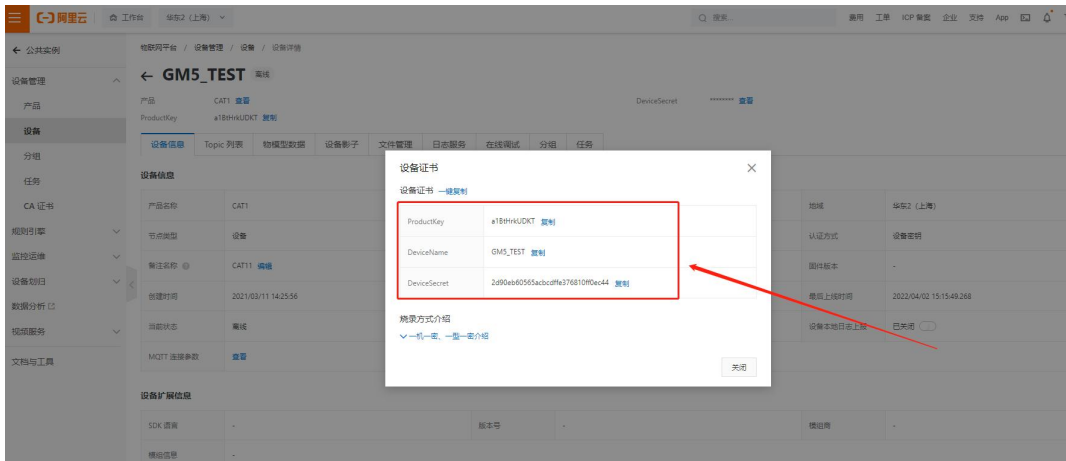 阿里云 工作台 华东2 (上海) 搜索... 费用 工单 ICP 备案 企业 支持 App
← 公共实例 物联网平台 / 设备管理 / 设备 / 设备详情
设备管理
← GM5_TEST 离线
产品 CAT1 查看 DeviceSecret ******** 查看
产品
ProductKey a1BtHrkUDKT 复制
设备
设备信息 Topic 列表 物模型数据 设备影子 文件管理 日志服务 在线调试 分组 任务
分组
任务
设备信息
CA 证书
产品名称 CAT1 地域 华东2 (上海)
规则引擎
节点类型 设备 认证方式 设备密钥
监控运维
备注名称 CAT11 编辑 固件版本 -
设备划归
创建时间 2021/03/11 14:25:56 最后上线时间 2022/04/02 15:15:49.268
数据分析
当前状态 离线 设备本地日志上报 已关闭
视频服务
MQTT 连接参数 查看
文档与工具
设备扩展信息
SDK 语言 - 版本号 - 模组商 -
模组信息 -
设备证书
设备证书 一键复制
ProductKey a1BtHrkUDKT 复制
DeviceName GM5_TEST 复制
DeviceSecret 2d90eb60565acbcdffe376810ff0ec44 复制
烧录方式介绍
一机一密、一型一密介绍
关闭